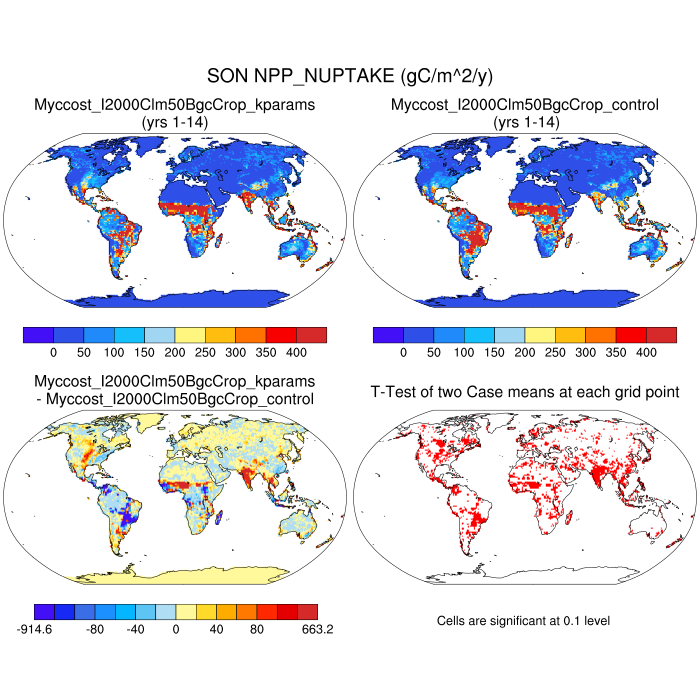 SON NPP_NUPTAKE (gC/m^2/y)
Myccost_I2000Clm50BgcCrop_kparams
(yrs 1-14)
Myccost_I2000Clm50BgcCrop_control
(yrs 1-14)
0 50 100 150 200 250 300 350 400
0 50 100 150 200 250 300 350 400
Myccost_I2000Clm50BgcCrop_kparams
- Myccost_I2000Clm50BgcCrop_control
T-Test of two Case means at each grid point
-914.6 -80 -40 0 40 80 663.2
Cells are significant at 0.1 level